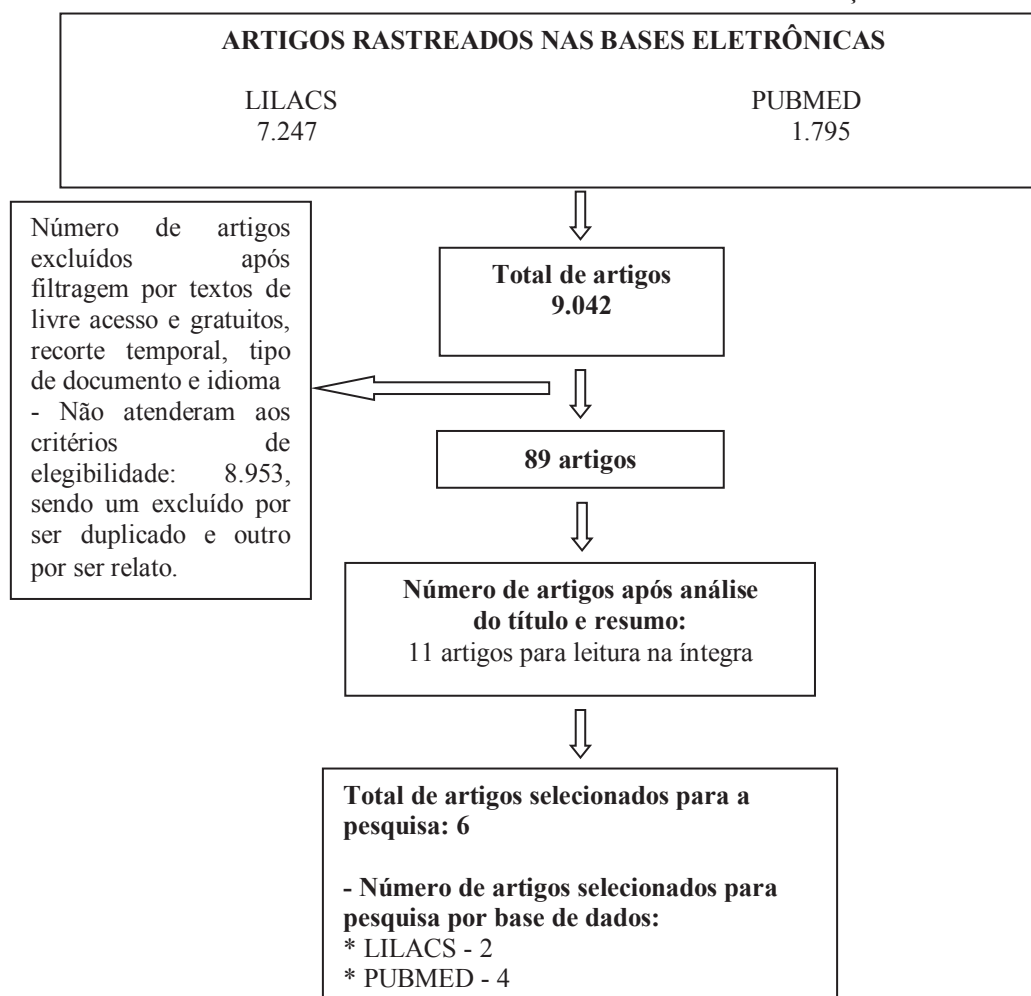 ARTIGOS RASTREADOS NAS BASES ELETRÔNICAS
LILACS PUBMED
7.247 1.795
Número de artigos
excluídos após
filtragem por textos de
livre acesso e gratuitos,
recorte temporal, tipo
de documento e idioma
- Não atenderam aos
critérios de
elegibilidade: 8.953,
sendo um excluído por
ser duplicado e outro
por ser relato.
Total de artigos
9.042
89 artigos
Número de artigos após análise
do título e resumo:
11 artigos para leitura na íntegra
Total de artigos selecionados para a
pesquisa: 6
- Número de artigos selecionados para
pesquisa por base de dados:
* LILACS - 2
* PUBMED - 4